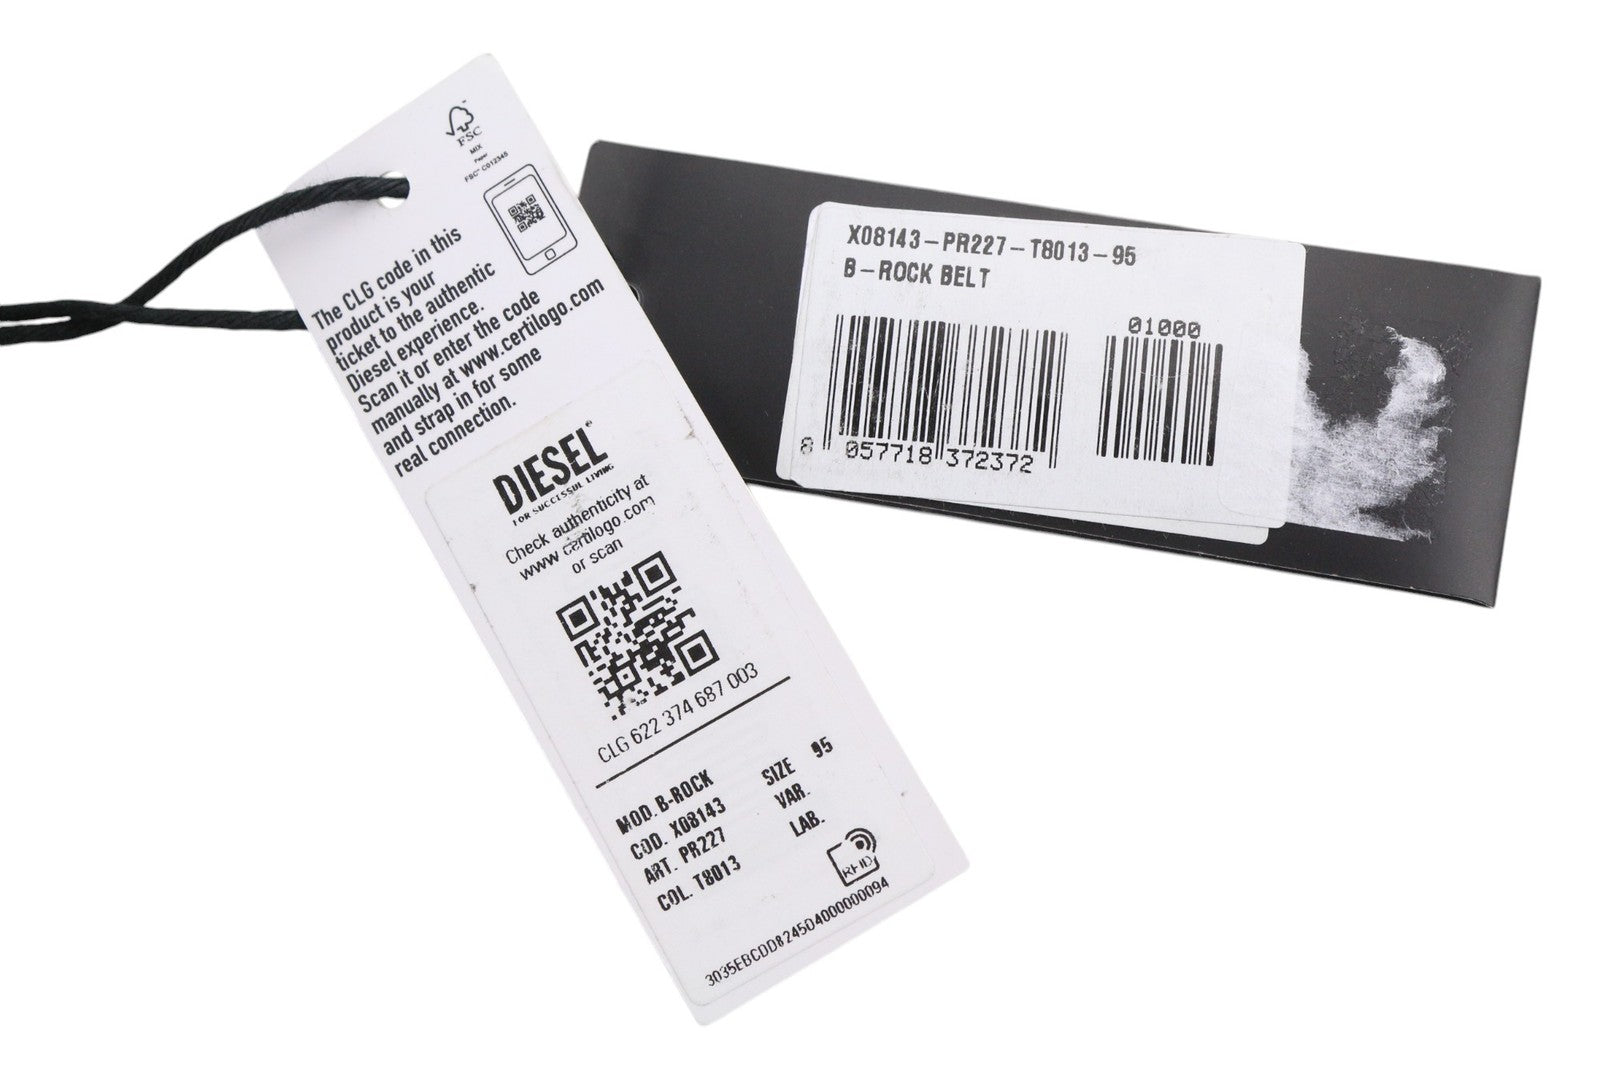 FSC
MIX
Paper
FSC™ C012345
The CLG code in this
product is your
ticket to the authentic
Diesel experience.
Scan it or enter the code
manually at www.certilogo.com
and strap in for some
real connection.
DIESEL®
FOR SUCCESSFUL LIVING
Check authenticity at
www.certilogo.com
or scan
CLG 622 374 687 003
MOD. B-ROCK SIZE 95
COD. X08143 VAR.
ART. PR227 LAB.
COL. T8013
RFID
3035EBCDD8245D4000000094
X08143-PR227-T8013-95
B-ROCK BELT
01000
8 057718 372372